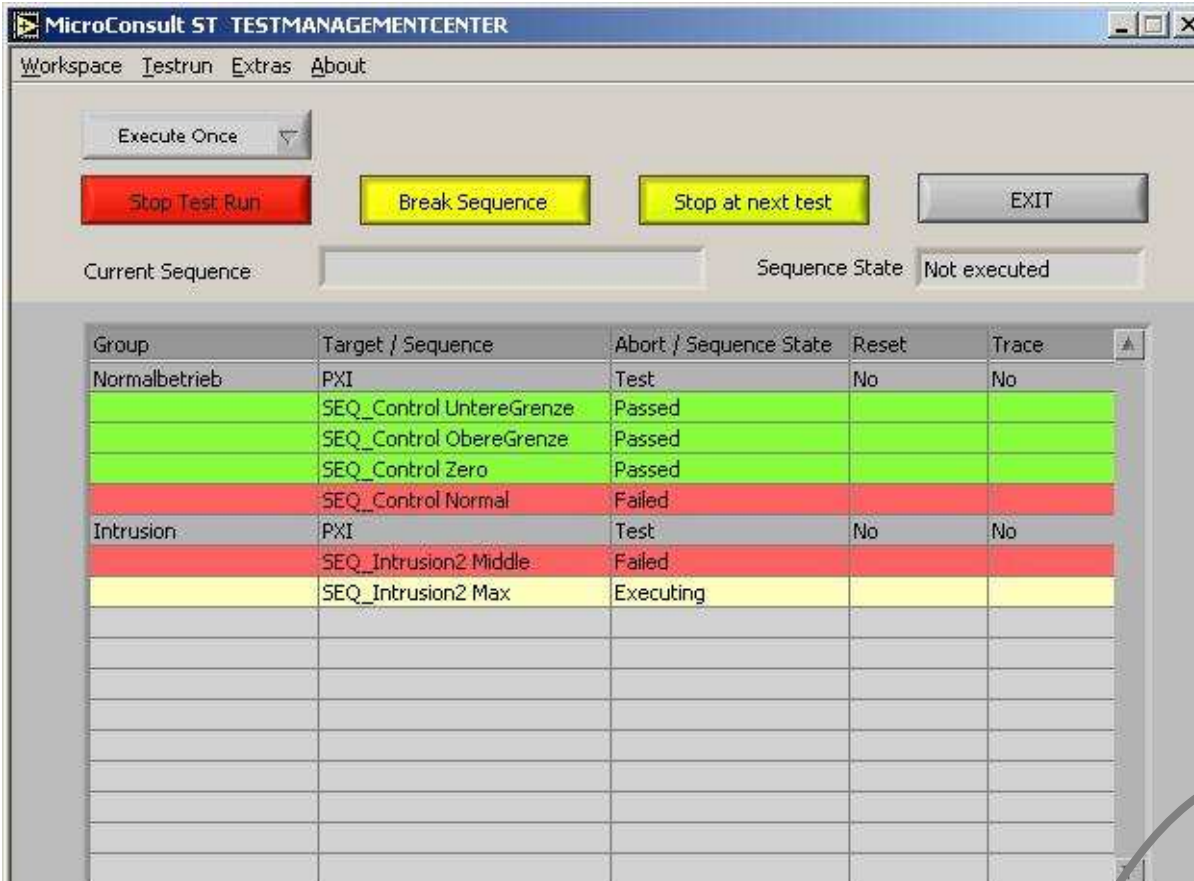 MicroConsult ST TESTMANAGEMENTCENTER
Workspace Testrun Extras About
Execute Once
Stop Test Run Break Sequence Stop at next test EXIT
Current Sequence Sequence State Not executed
Group Target / Sequence Abort / Sequence State Reset Trace
Normalbetrieb PXI Test No No
SEQ_Control UntereGrenze Passed
SEQ_Control ObereGrenze Passed
SEQ_Control Zero Passed
SEQ_Control Normal Failed
Intrusion PXI Test No No
SEQ_Intrusion2 Middle Failed
SEQ_Intrusion2 Max Executing